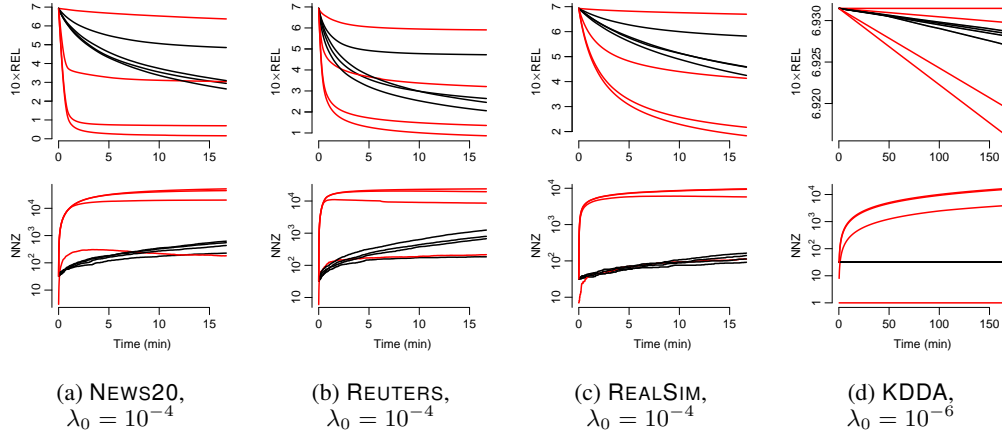 7
6
5
4
3
2
1
0
10×REL
0 5 10 15
7
6
5
4
3
2
1
10×REL
0 5 10 15
7
6
5
4
3
2
10×REL
0 5 10 15
6.930
6.925
6.920
10×REL
0 50 100 150
10⁴
10³
10²
10
NNZ
0 5 10 15
Time (min)
10⁴
10³
10²
10
NNZ
0 5 10 15
Time (min)
10⁴
10³
10²
10
NNZ
0 5 10 15
Time (min)
10⁴
10³
10²
10
1
NNZ
0 50 100 150
Time (min)
(a) NEWS20,
λ₀ = 10⁻⁴
(b) REUTERS,
λ₀ = 10⁻⁴
(c) REALSIM,
λ₀ = 10⁻⁴
(d) KDDA,
λ₀ = 10⁻⁶